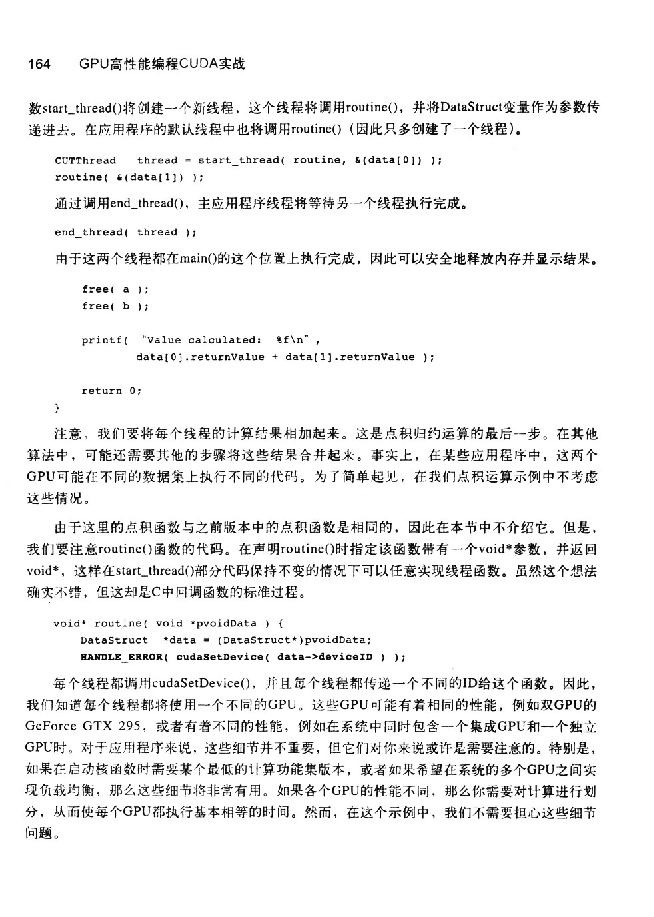 164 GPU高性能编程CUDA实战
数start_thread()将创建一个新线程，这个线程将调用routine()，并将DataStruct变量作为参数传
递进去。在应用程序的默认线程中也将调用routine()（因此只多创建了一个线程）。
CUTThread thread = start_thread( routine, &(data[0]) );
routine( &(data[1]) );
通过调用end_thread()，主应用程序线程将等待另一个线程执行完成。
end_thread( thread );
由于这两个线程都在main()的这个位置上执行完成，因此可以安全地释放内存并显示结果。
free( a );
free( b );
printf( "Value calculated: %f\n" ,
data[0].returnValue + data[1].returnValue );
return 0;
}
注意，我们要将每个线程的计算结果相加起来。这是点积归约运算的最后一步。在其他
算法中，可能还需要其他的步骤将这些结果合并起来。事实上，在某些应用程序中，这两个
GPU可能在不同的数据集上执行不同的代码。为了简单起见，在我们点积运算示例中不考虑
这些情况。
由于这里的点积函数与之前版本中的点积函数是相同的，因此在本节中不介绍它。但是，
我们要注意routine()函数的代码。在声明routine()时指定该函数带有一个void*参数，并返回
void*，这样在start_thread()部分代码保持不变的情况下可以任意实现线程函数。虽然这个想法
确实不错，但这却是C中回调函数的标准过程。
void* routine( void *pvoidData ) {
DataStruct *data = (DataStruct*)pvoidData;
HANDLE_ERROR( cudaSetDevice( data->deviceID ) );
每个线程都调用cudaSetDevice()，并且每个线程都传递一个不同的ID给这个函数。因此，
我们知道每个线程都将使用一个不同的GPU。这些GPU可能有着相同的性能，例如双GPU的
GeForce GTX 295，或者有着不同的性能，例如在系统中同时包含一个集成GPU和一个独立
GPU时。对于应用程序来说，这些细节并不重要，但它们对你来说或许是需要注意的。特别是，
如果在启动核函数时需要某个最低的计算功能集版本，或者如果希望在系统的多个GPU之间实
现负载均衡，那么这些细节将非常有用。如果各个GPU的性能不同，那么你需要对计算进行划
分，从而使每个GPU都执行基本相等的时间。然而，在这个示例中，我们不需要担心这些细节
问题。